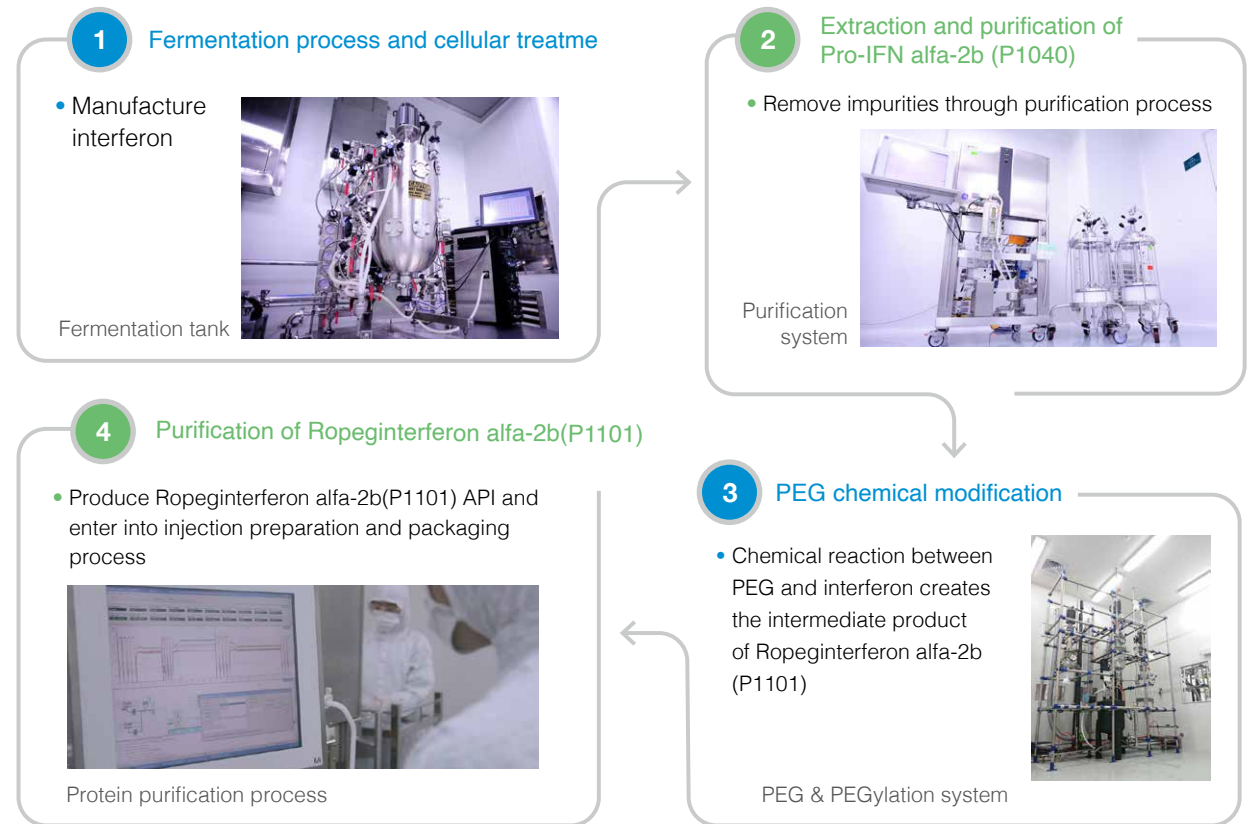 1
Fermentation process and cellular treatme
• Manufacture
interferon
Fermentation tank
2
Extraction and purification of
Pro-IFN alfa-2b (P1040)
• Remove impurities through purification process
Purification
system
3
PEG chemical modification
• Chemical reaction between
PEG and interferon creates
the intermediate product
of Ropeginterferon alfa-2b
(P1101)
PEG & PEGylation system
4
Purification of Ropeginterferon alfa-2b(P1101)
• Produce Ropeginterferon alfa-2b(P1101) API and
enter into injection preparation and packaging
process
Protein purification process